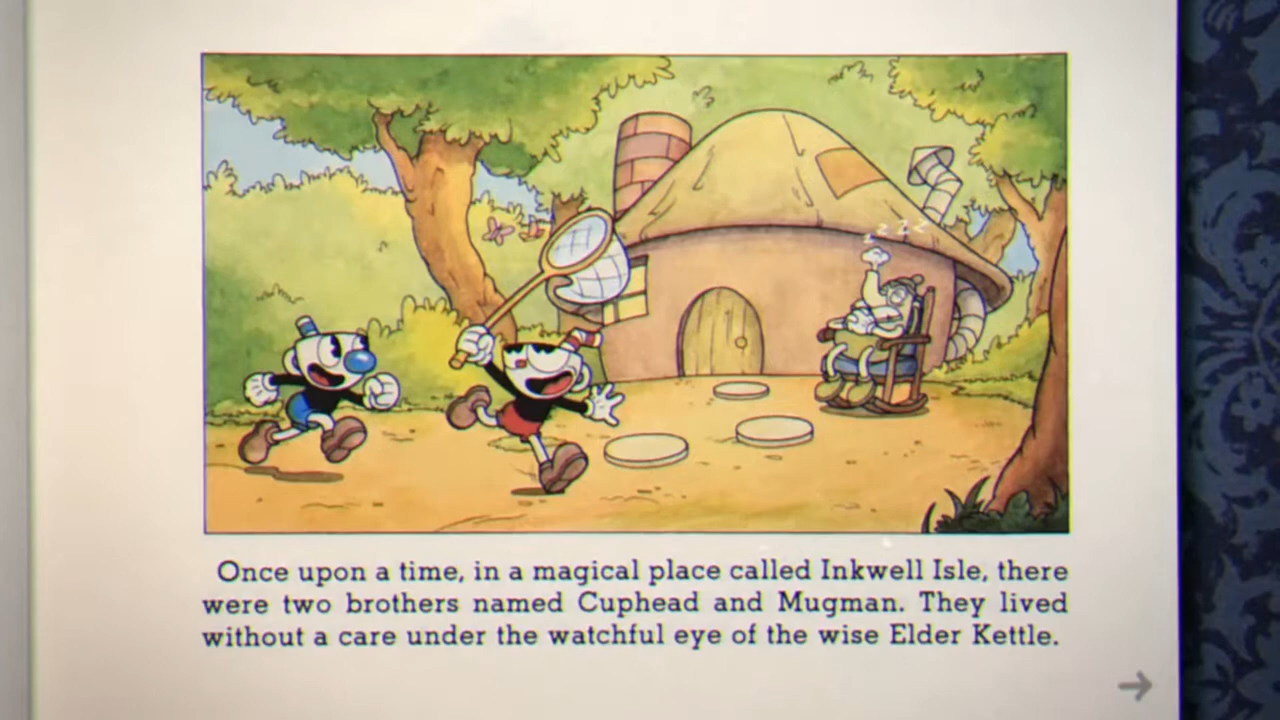 z z z z
Once upon a time, in a magical place called Inkwell Isle, there
were two brothers named Cuphead and Mugman. They lived
without a care under the watchful eye of the wise Elder Kettle.